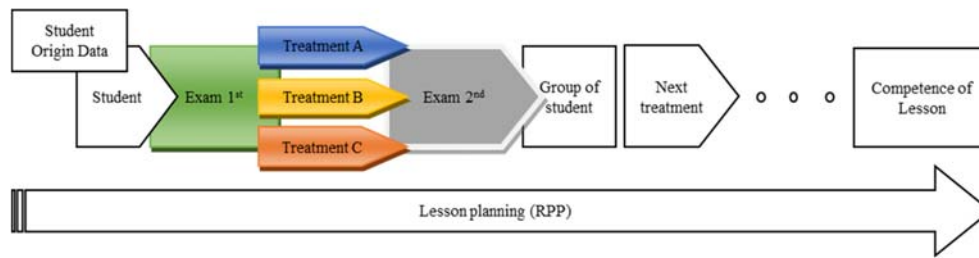 Student
Origin Data
Student
Exam 1st
Treatment A
Treatment B
Treatment C
Exam 2nd
Group of
student
Next
treatment
Competence of
Lesson
Lesson planning (RPP)